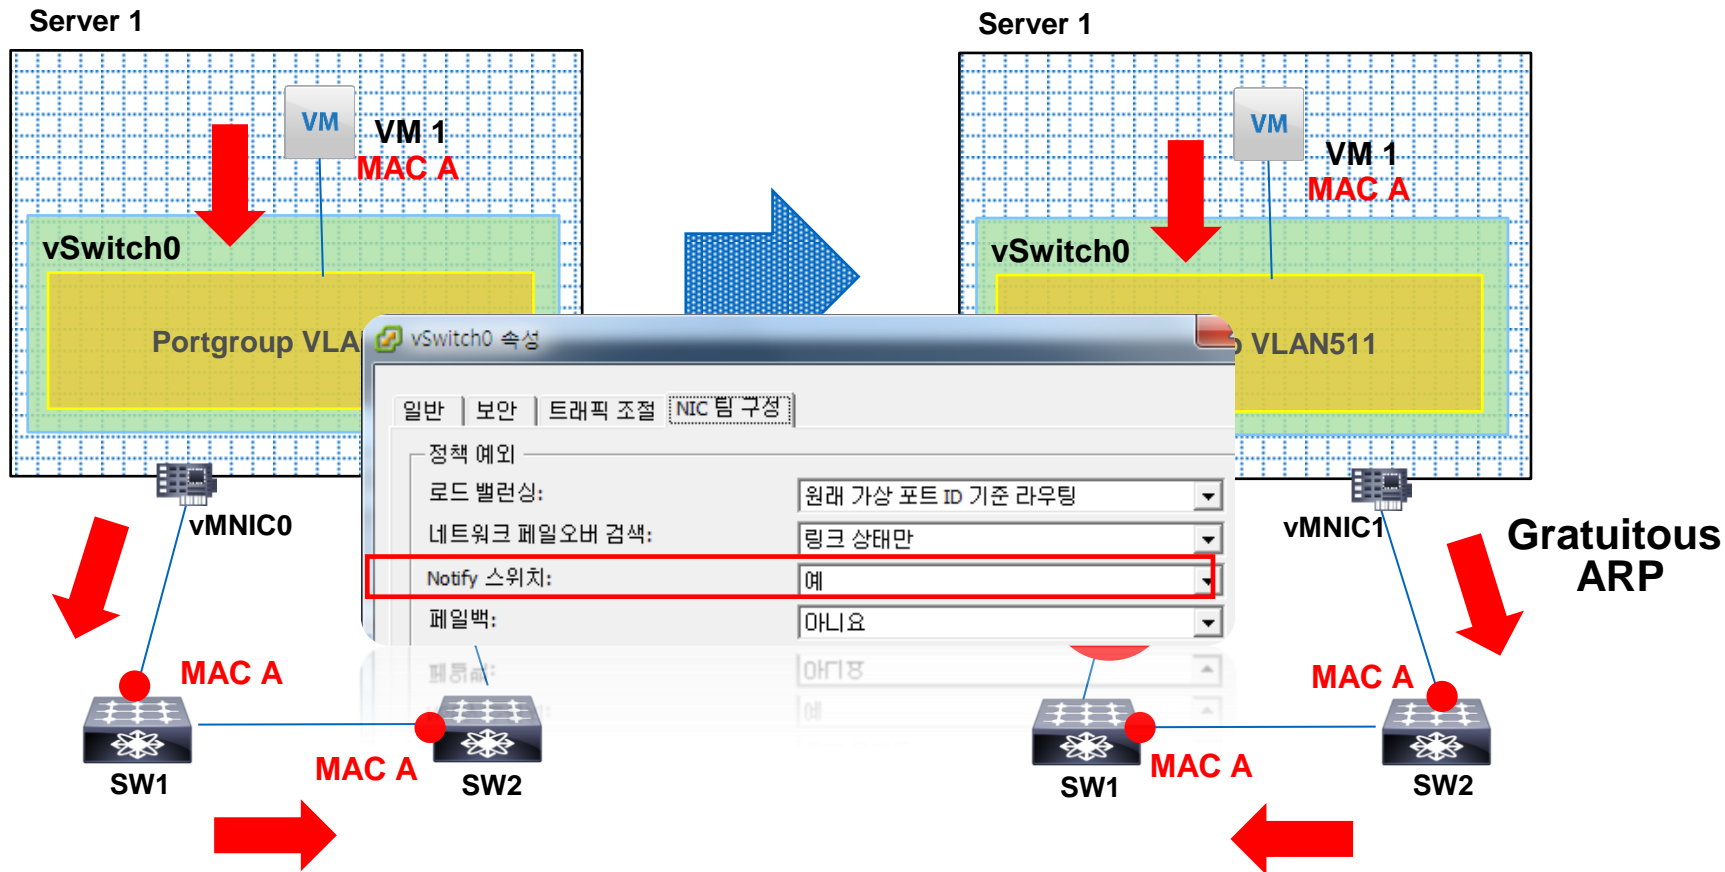 Server 1
VM
VM 1
MAC A
vSwitch0
Portgroup VLA
vMNIC0
MAC A
SW1
MAC A
SW2
vSwitch0 속성
일반
보안
트래픽 조절
NIC 팀 구성
정책 예외
로드 밸런싱:
원래 가상 포트 ID 기준 라우팅
네트워크 페일오버 검색:
링크 상태만
Notify 스위치:
예
페일백:
아니요
Server 1
VM
VM 1
MAC A
vSwitch0
VLAN511
vMNIC1
Gratuitous
ARP
MAC A
SW1
MAC A
SW2